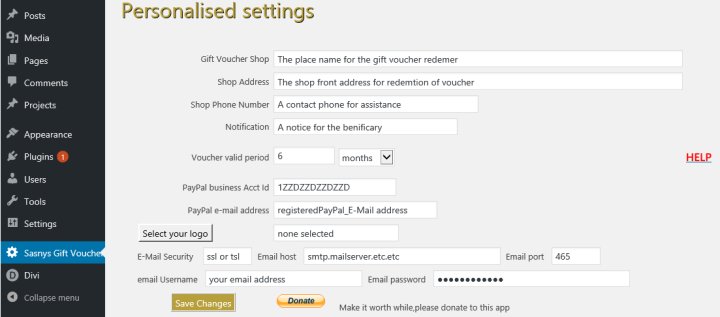 Personalised settings
Posts
Media
Pages
Comments
Projects
Appearance
Plugins 1
Users
Tools
Settings
Sasnys Gift Vouche
Divi
Collapse menu
Gift Voucher Shop The place name for the gift voucher redemer
Shop Address The shop front address for redemtion of voucher
Shop Phone Number A contact phone for assistance
Notification A notice for the benificary
Voucher valid period 6 months HELP
PayPal business Acct Id 1ZZDZZDZZDZZD
PayPal e-mail address registeredPayPal_E-Mail address
Select your logo none selected
E-Mail Security ssl or tsl Email host smtp.mailserver.etc.etc Email port 465
email Username your email address Email password ●●●●●●●●●●●●
Save Changes Donate Make it worth while,please donate to this app